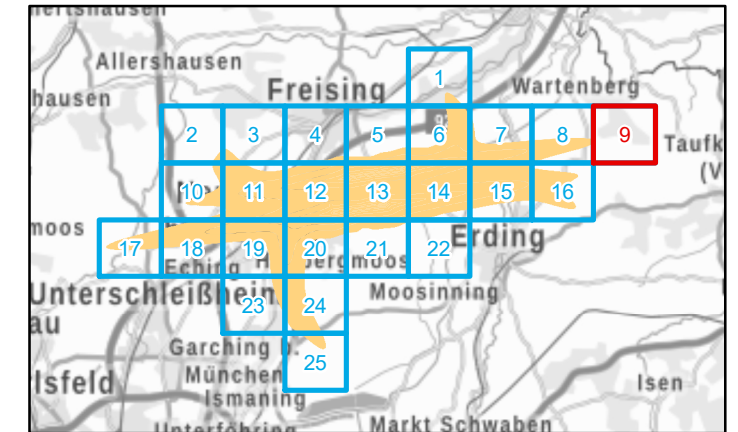 Allershausen
hausen
Freising
Wartenberg
1
2 3 4 5 6 7 8 9
Taufk
(V
10 11 12 13 14 15 16
moos
17 18 19 20 21 22
Erding
Eching
Unterschleißheim
23 24
Moosinning
au
Garching b.
25
München
lsfeld
Ismaning
Isen
Unterföhring
Markt Schwaben